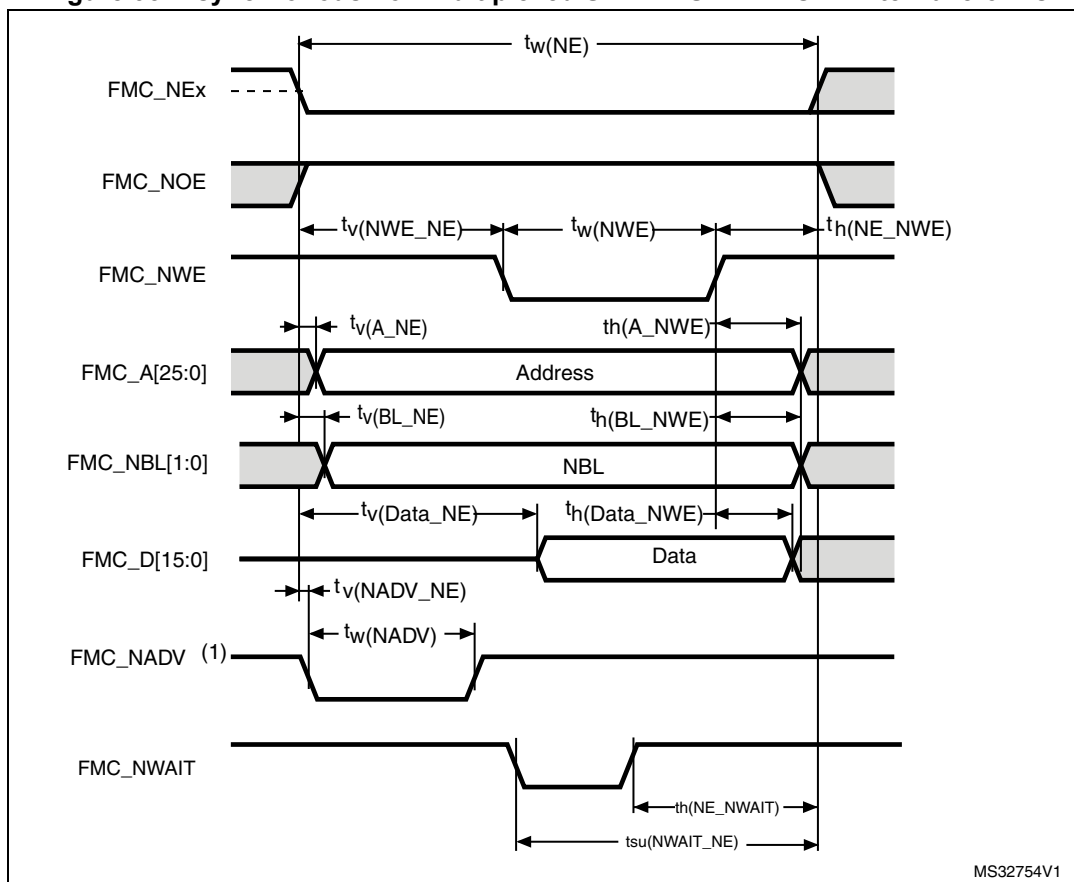 tw(NE)
FMC_NEx
FMC_NOE
tv(NWE_NE)
tw(NWE)
th(NE_NWE)
FMC_NWE
tv(A_NE)
th(A_NWE)
FMC_A[25:0]
Address
tv(BL_NE)
th(BL_NWE)
FMC_NBL[1:0]
NBL
tv(Data_NE)
th(Data_NWE)
FMC_D[15:0]
Data
tv(NADV_NE)
tw(NADV)
FMC_NADV (1)
FMC_NWAIT
th(NE_NWAIT)
tsu(NWAIT_NE)
MS32754V1